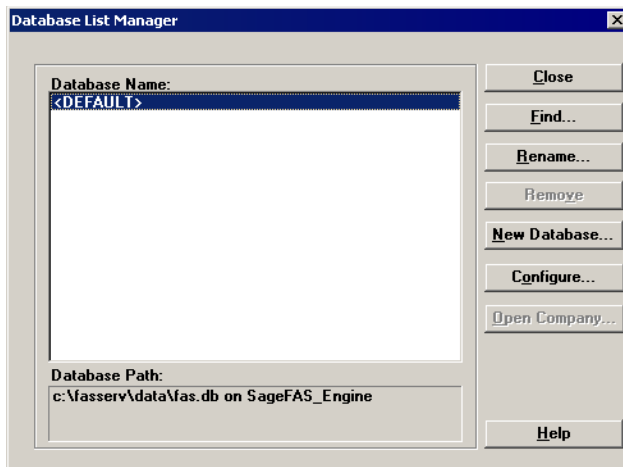 Database List Manager
Database Name:
<DEFAULT>
Database Path:
c:\fasserv\data\fas.db on SageFAS_Engine
Close
Find...
Rename...
Remove
New Database...
Configure...
Open Company...
Help